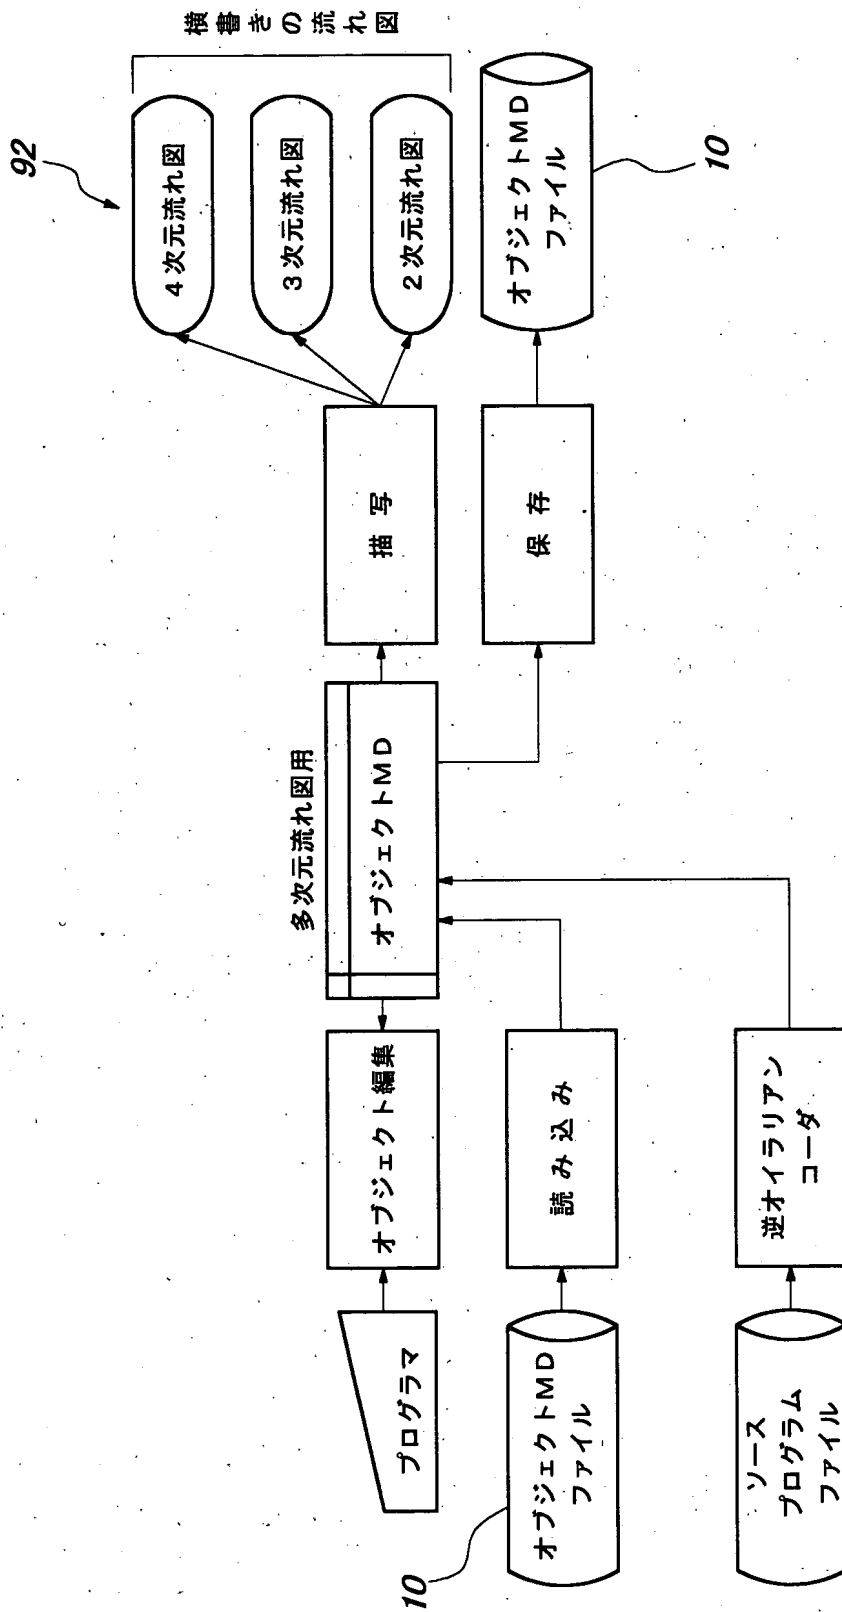 92
横書きの流れ図
4次元流れ図
3次元流れ図
2次元流れ図
オブジェクトMD
ファイル
10
描写
保存
多次元流れ図用
オブジェクトMD
オブジェクト編集
読み込み
逆オイラリアン
コーダ
プログラマ
オブジェクトMD
ファイル
10
ソース
プログラム
ファイル